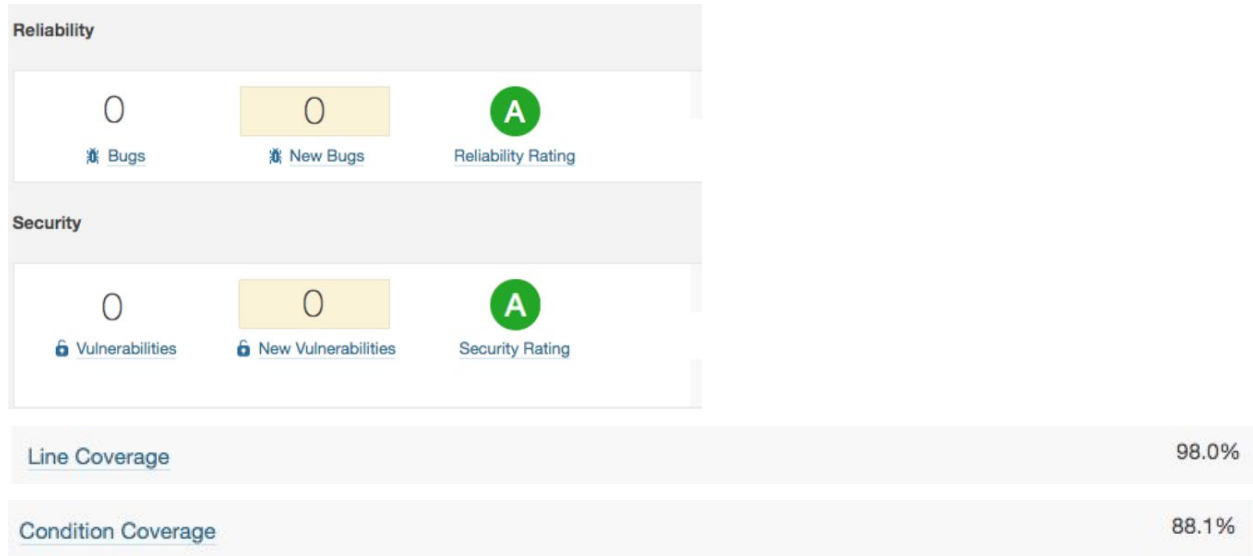 Reliability
0 0 A
Bugs New Bugs Reliability Rating
Security
0 0 A
Vulnerabilities New Vulnerabilities Security Rating
Line Coverage 98.0%
Condition Coverage 88.1%